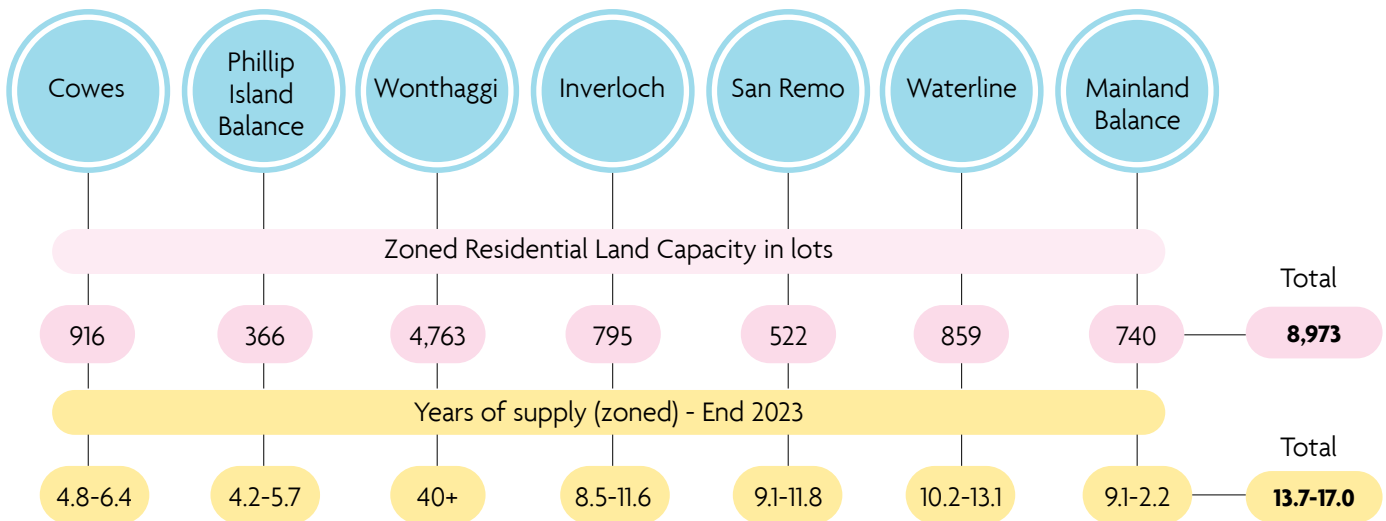 Cowes
Phillip
Island
Balance
Wonthaggi
Inverloch
San Remo
Waterline
Mainland
Balance
Zoned Residential Land Capacity in lots
Total
916 366 4,763 795 522 859 740 8,973
Years of supply (zoned) - End 2023
Total
4.8-6.4 4.2-5.7 40+ 8.5-11.6 9.1-11.8 10.2-13.1 9.1-2.2 13.7-17.0